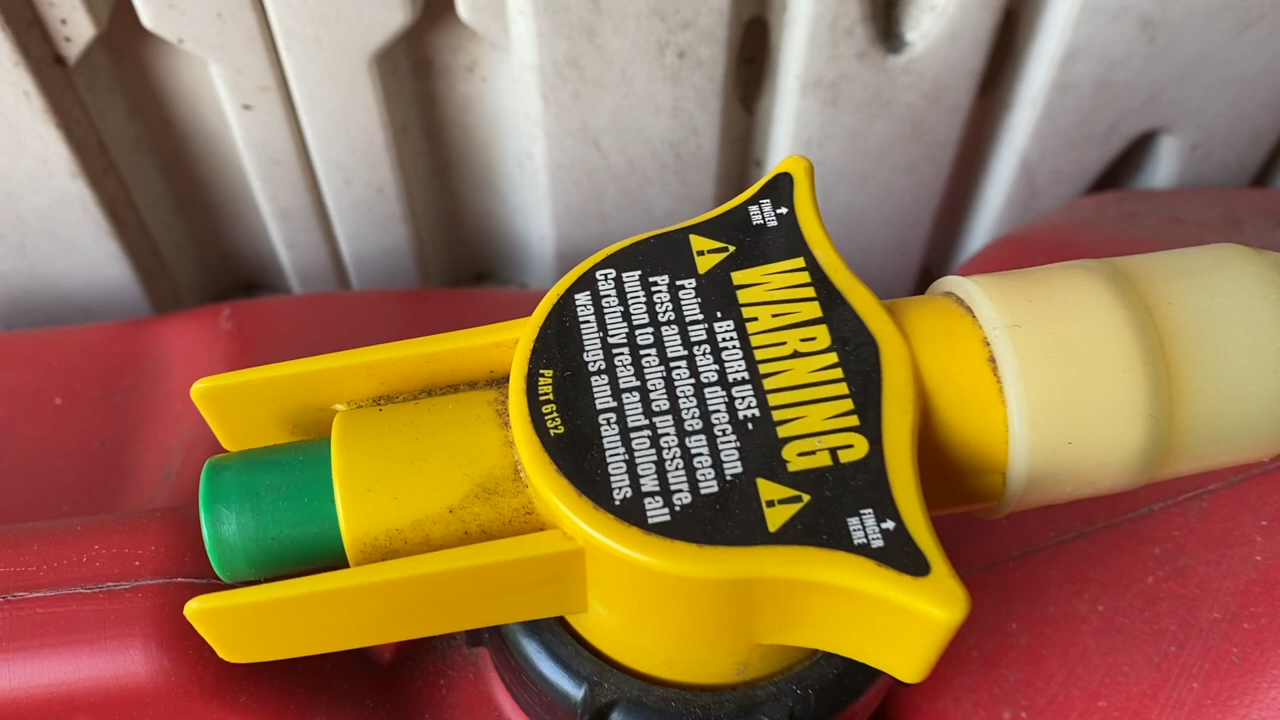 FINGER
HERE
WARNING
- BEFORE USE -
Point in safe direction.
Press and release green
button to relieve pressure.
Carefully read and follow all
warnings and cautions.
PART 6132
FINGER
HERE